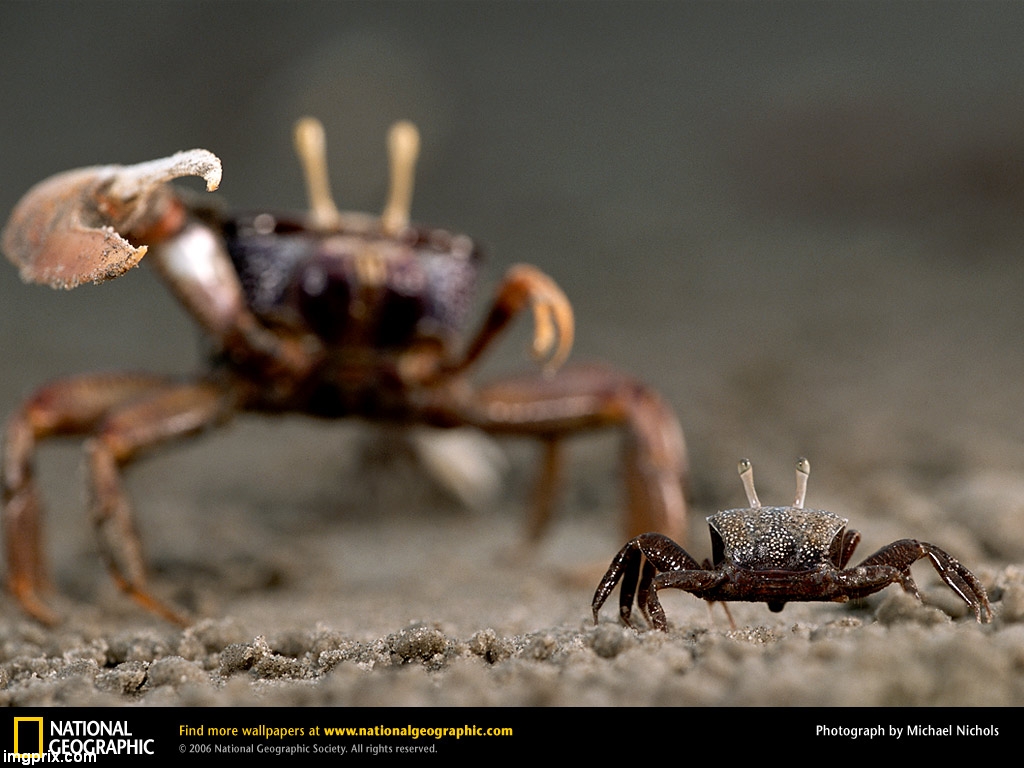 NATIONAL
GEOGRAPHIC
Find more wallpapers at www.nationalgeographic.com
© 2006 National Geographic Society. All rights reserved.
Photograph by Michael Nichols
imgprix.com